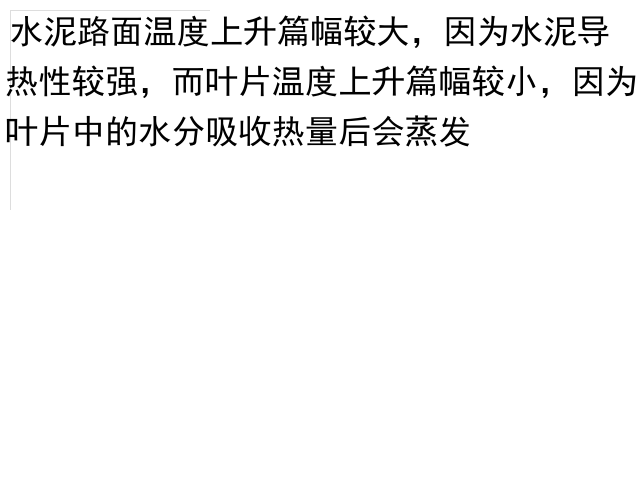 水泥路面温度上升篇幅较大，因为水泥导
热性较强，而叶片温度上升篇幅较小，因为
叶片中的水分吸收热量后会蒸发